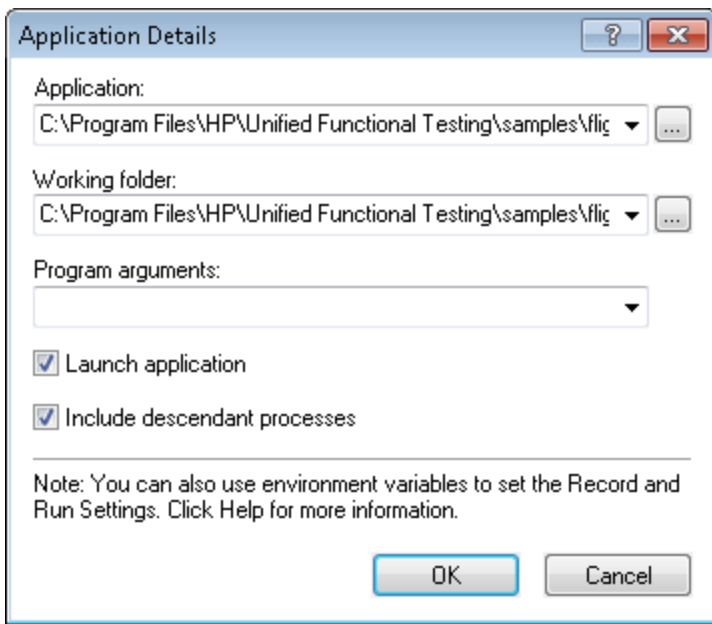 Application Details
Application:
C:\Program Files\HP\Unified Functional Testing\samples\flig
...
Working folder:
C:\Program Files\HP\Unified Functional Testing\samples\flig
...
Program arguments:
Launch application
Include descendant processes
Note: You can also use environment variables to set the Record and
Run Settings. Click Help for more information.
OK Cancel